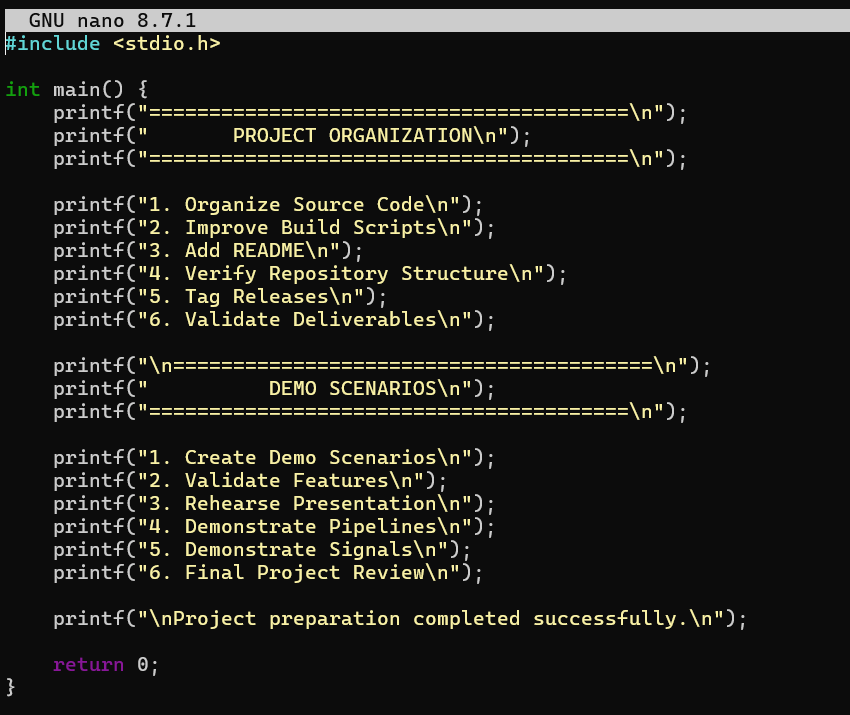 GNU nano 8.7.1
#include <stdio.h>

int main() {
    printf("========================================\n");
    printf("       PROJECT ORGANIZATION\n");
    printf("========================================\n");

    printf("1. Organize Source Code\n");
    printf("2. Improve Build Scripts\n");
    printf("3. Add README\n");
    printf("4. Verify Repository Structure\n");
    printf("5. Tag Releases\n");
    printf("6. Validate Deliverables\n");

    printf("\n========================================\n");
    printf("          DEMO SCENARIOS\n");
    printf("========================================\n");

    printf("1. Create Demo Scenarios\n");
    printf("2. Validate Features\n");
    printf("3. Rehearse Presentation\n");
    printf("4. Demonstrate Pipelines\n");
    printf("5. Demonstrate Signals\n");
    printf("6. Final Project Review\n");

    printf("\nProject preparation completed successfully.\n");

    return 0;
}